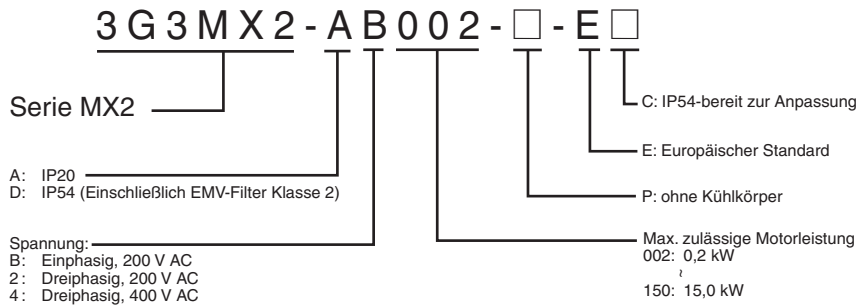 3G3MX2-AB002-□-E□
Serie MX2
C: IP54-bereit zur Anpassung
A: IP20
E: Europäischer Standard
D: IP54 (Einschließlich EMV-Filter Klasse 2)
P: ohne Kühlkörper
Spannung:
B: Einphasig, 200 V AC
2: Dreiphasig, 200 V AC
4: Dreiphasig, 400 V AC
Max. zulässige Motorleistung
002: 0,2 kW
~
150: 15,0 kW